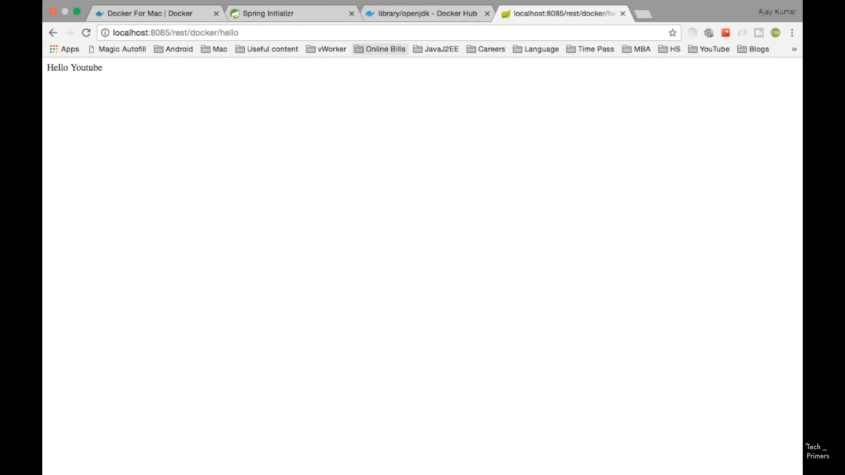 Docker For Mac | Docker
Spring Initializr
library/openjdk - Docker Hub
localhost:8085/rest/docker/he
Ajay Kumar
localhost:8085/rest/docker/hello
Apps Magic Autofill Android Mac Useful content vWorker Online Bills JavaJ2EE Careers Language Time Pass MBA HS YouTube Blogs »
Hello Youtube
Tech _
Primers